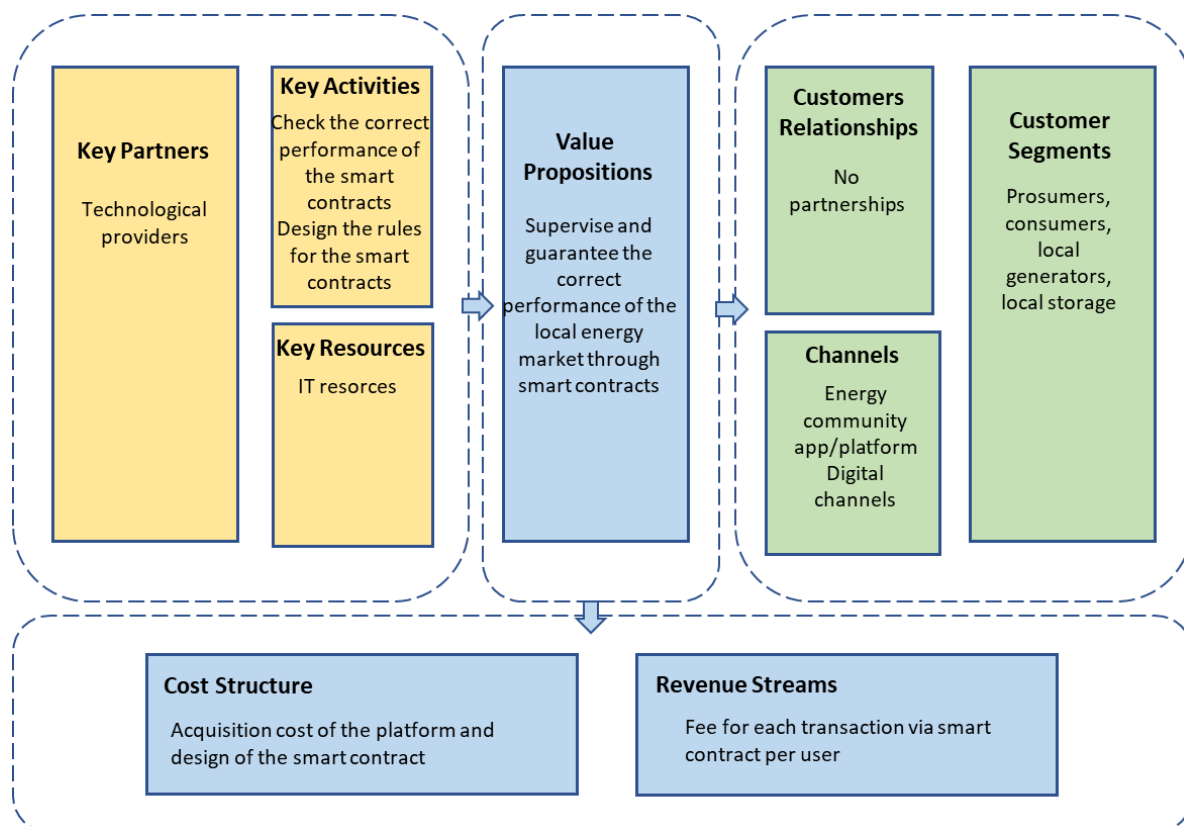 Key Partners
Technological
providers
Key Activities
Check the correct
performance of
the smart
contracts
Design the rules
for the smart
contracts
Key Resources
IT resorces
Value
Propositions
Supervise and
guarantee the
correct
performance of the
local energy
market through
smart contracts
Customers
Relationships
No
partnerships
Channels
Energy
community
app/platform
Digital
channels
Customer
Segments
Prosumers,
consumers,
local
generators,
local storage
Cost Structure
Acquisition cost of the platform and
design of the smart contract
Revenue Streams
Fee for each transaction via smart
contract per user